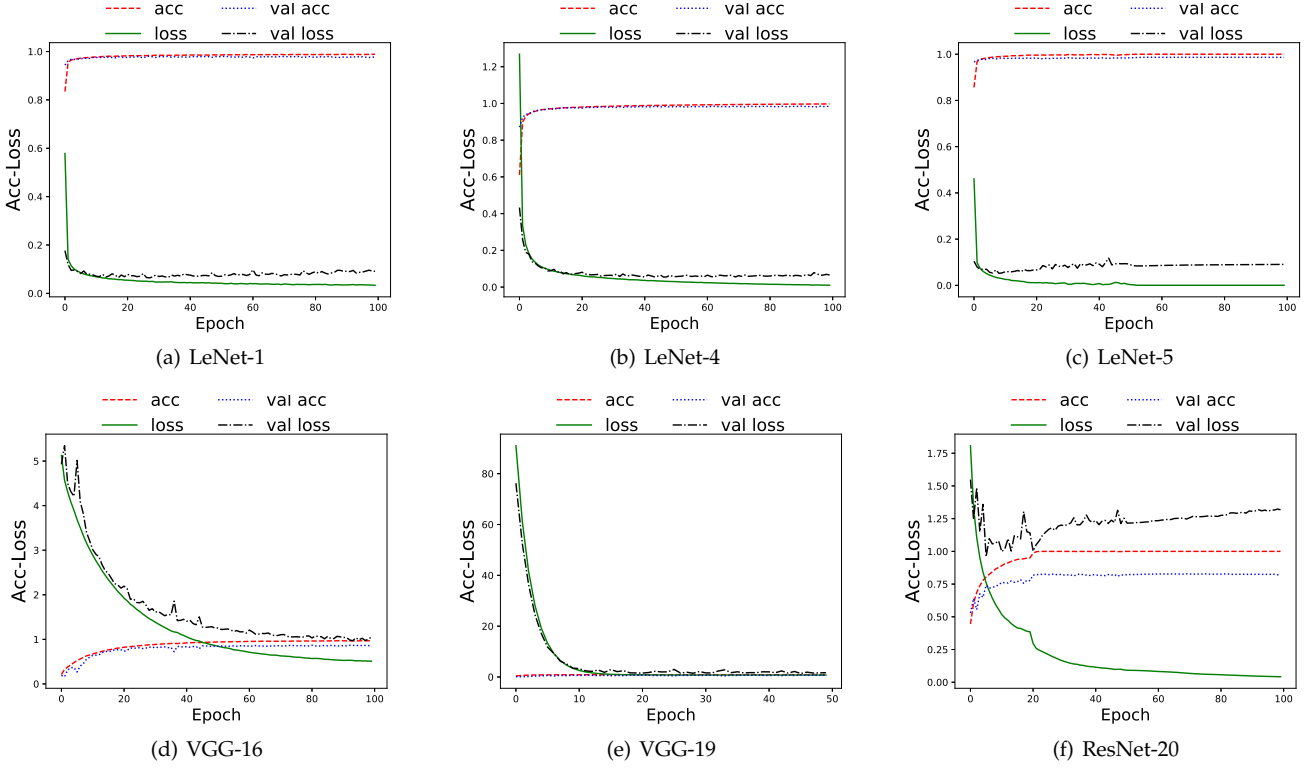 acc val acc
loss val loss
1.0
0.8
0.6
0.4
0.2
0.0
Acc-Loss
0 20 40 60 80 100
Epoch
(a) LeNet-1
acc val acc
loss val loss
1.2
1.0
0.8
0.6
0.4
0.2
0.0
Acc-Loss
0 20 40 60 80 100
Epoch
(b) LeNet-4
acc val acc
loss val loss
1.0
0.8
0.6
0.4
0.2
0.0
Acc-Loss
0 20 40 60 80 100
Epoch
(c) LeNet-5
acc val acc
loss val loss
5
4
3
2
1
0
Acc-Loss
0 20 40 60 80 100
Epoch
(d) VGG-16
acc val acc
loss val loss
80
60
40
20
0
Acc-Loss
0 10 20 30 40 50
Epoch
(e) VGG-19
acc val acc
loss val loss
1.75
1.50
1.25
1.00
0.75
0.50
0.25
0.00
Acc-Loss
0 20 40 60 80 100
Epoch
(f) ResNet-20